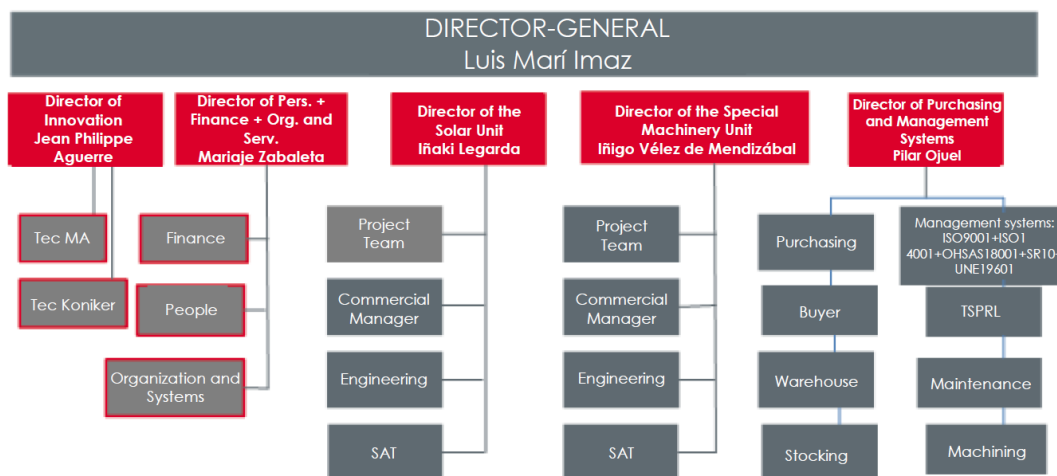 DIRECTOR-GENERAL
Luis Marí Imaz
Director of
Innovation
Jean Philippe
Aguerre
Director of Pers. +
Finance + Org. and
Serv.
Mariaje Zabaleta
Director of the
Solar Unit
Iñaki Legarda
Director of the Special
Machinery Unit
Iñigo Vélez de Mendizábal
Director of Purchasing
and Management
Systems
Pilar Ojuel
Tec MA
Tec Koniker
Finance
People
Organization and
Systems
Project
Team
Commercial
Manager
Engineering
SAT
Project
Team
Commercial
Manager
Engineering
SAT
Purchasing
Buyer
Warehouse
Stocking
Management systems:
ISO9001+ISO1
4001+OHSAS18001+SR10+
UNE19601
TSPRL
Maintenance
Machining